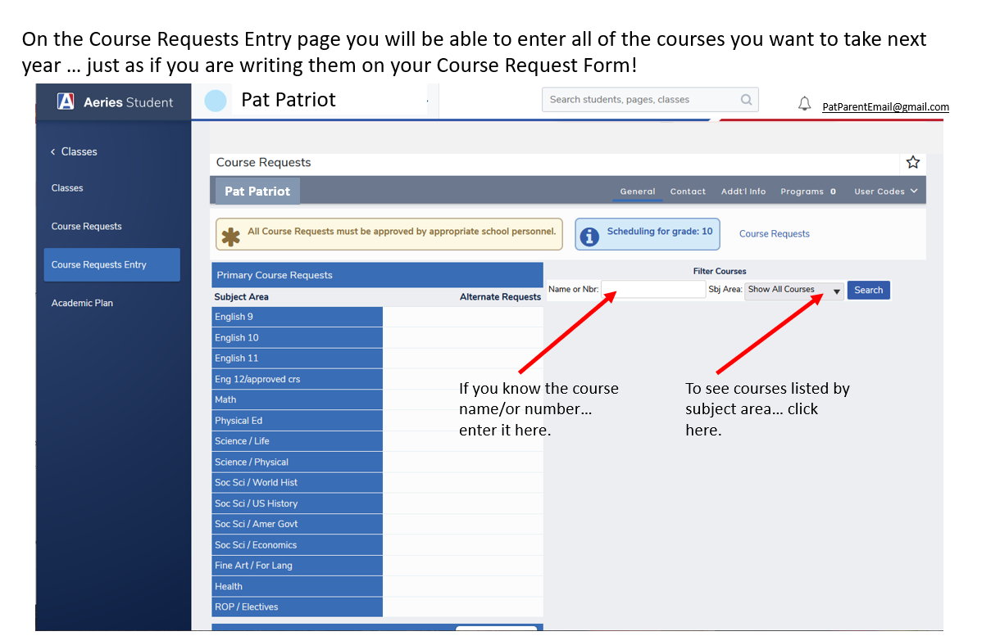 On the Course Requests Entry page you will be able to enter all of the courses you want to take next
year … just as if you are writing them on your Course Request Form!
Aeries Student
Pat Patriot
Search students, pages, classes
PatParentEmail@gmail.com
‹ Classes
Classes
Course Requests
Course Requests Entry
Academic Plan
Course Requests
Pat Patriot
General Contact Addt'l Info Programs 0 User Codes
All Course Requests must be approved by appropriate school personnel.
Scheduling for grade: 10
Course Requests
Primary Course Requests
Subject Area Alternate Requests
English 9
English 10
English 11
Eng 12/approved crs
Math
Physical Ed
Science / Life
Science / Physical
Soc Sci / World Hist
Soc Sci / US History
Soc Sci / Amer Govt
Soc Sci / Economics
Fine Art / For Lang
Health
ROP / Electives
Filter Courses
Name or Nbr: Sbj Area: Show All Courses Search
If you know the course
name/or number…
enter it here.
To see courses listed by
subject area… click
here.